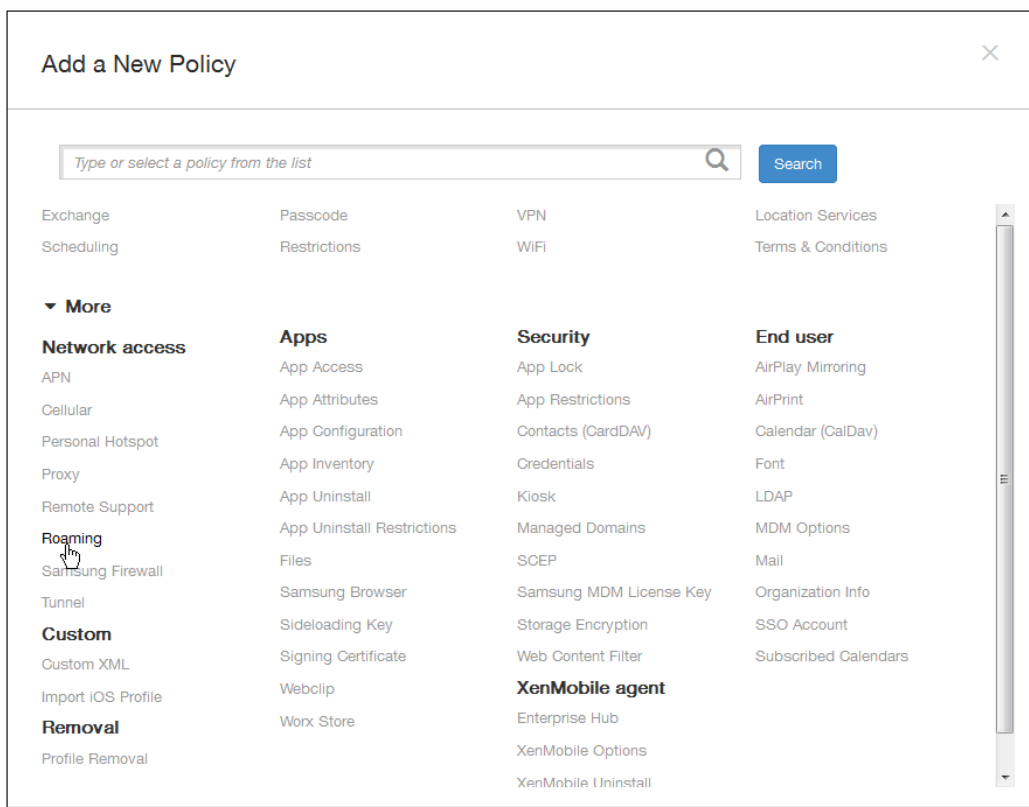 Add a New Policy
Type or select a policy from the list
Search
Exchange
Passcode
VPN
Location Services
Scheduling
Restrictions
WiFi
Terms & Conditions
More
Network access
APN
Cellular
Personal Hotspot
Proxy
Remote Support
Roaming
Samsung Firewall
Tunnel
Custom
Custom XML
Import iOS Profile
Removal
Profile Removal
Apps
App Access
App Attributes
App Configuration
App Inventory
App Uninstall
App Uninstall Restrictions
Files
Samsung Browser
Sideloading Key
Signing Certificate
Webclip
Worx Store
Security
App Lock
App Restrictions
Contacts (CardDAV)
Credentials
Kiosk
Managed Domains
SCEP
Samsung MDM License Key
Storage Encryption
Web Content Filter
XenMobile agent
Enterprise Hub
XenMobile Options
XenMobile Uninstall
End user
AirPlay Mirroring
AirPrint
Calendar (CalDav)
Font
LDAP
MDM Options
Mail
Organization Info
SSO Account
Subscribed Calendars